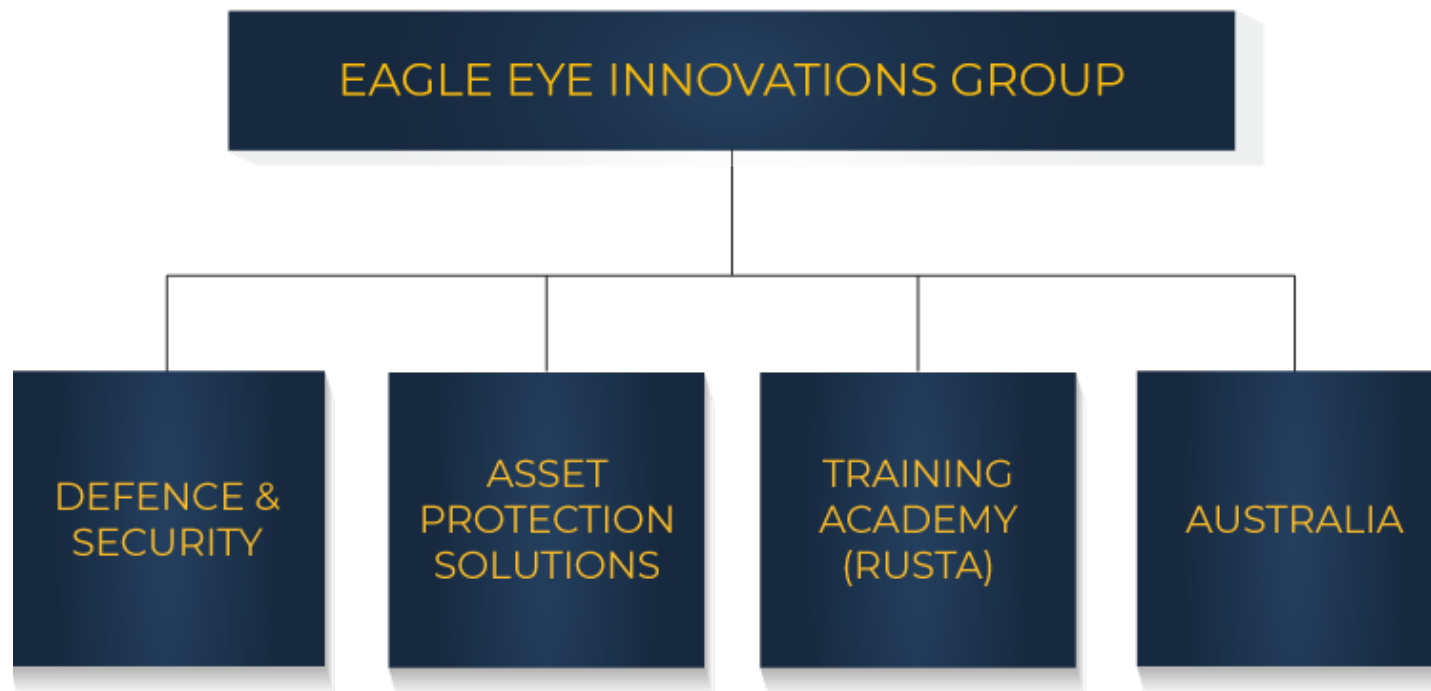 EAGLE EYE INNOVATIONS GROUP
DEFENCE &
SECURITY
ASSET
PROTECTION
SOLUTIONS
TRAINING
ACADEMY
(RUSTA)
AUSTRALIA